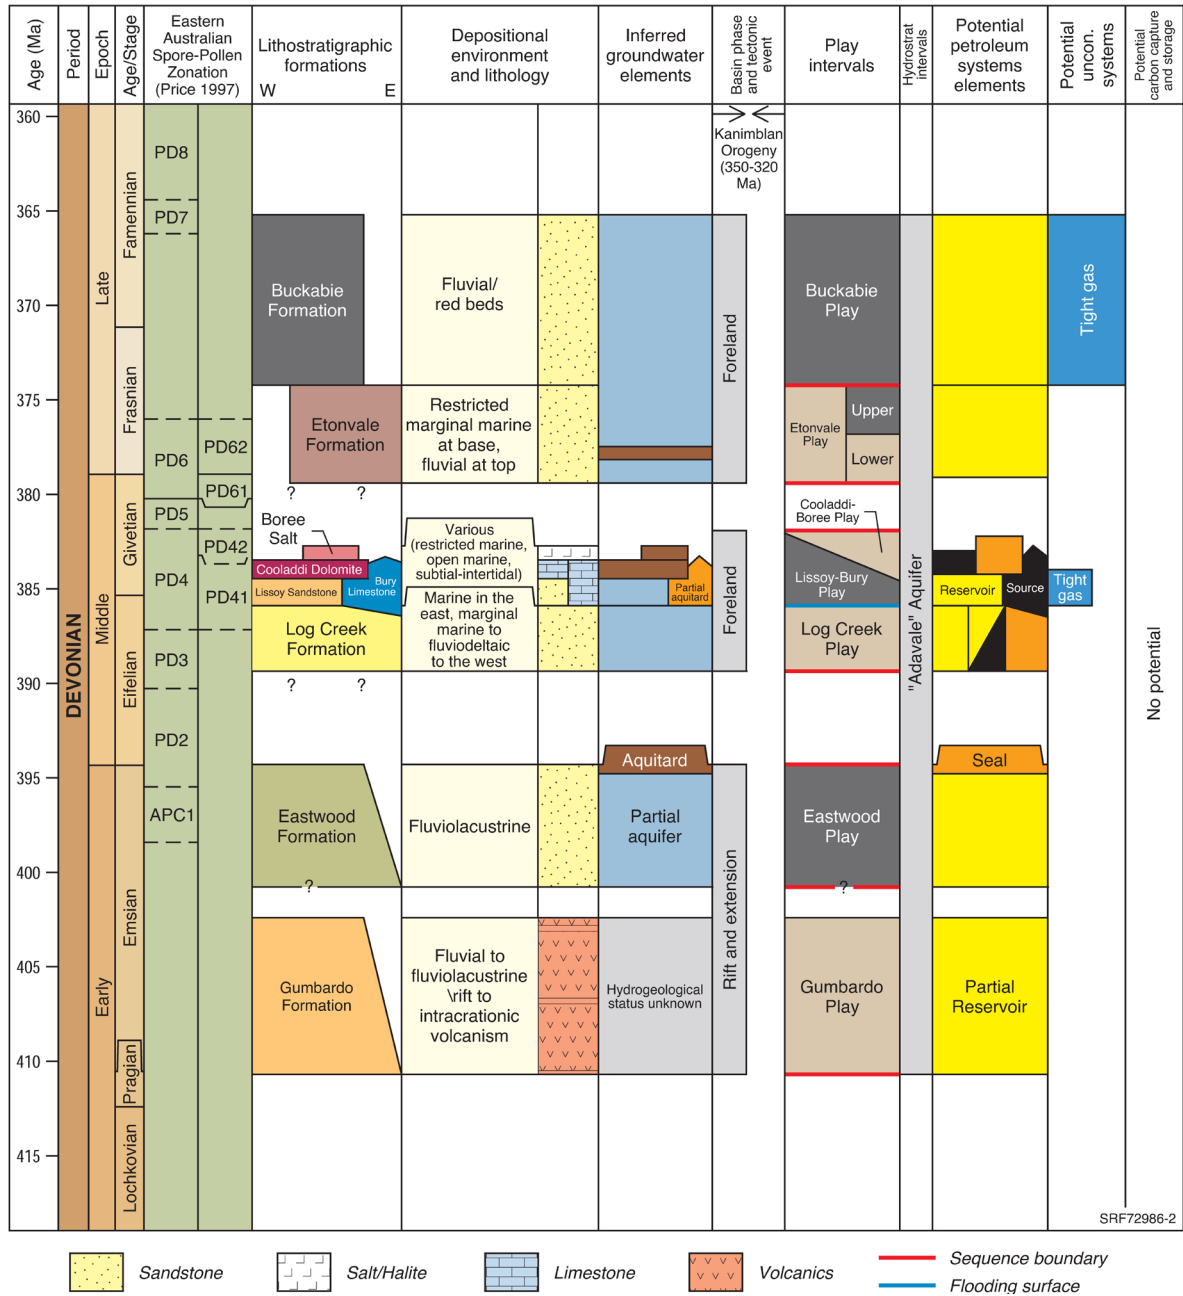 Age (Ma)
Period
Epoch
Age/Stage
Eastern
Australian
Spore-Pollen
Zonation
(Price 1997)
Lithostratigraphic
formations
W E
Depositional
environment
and lithology
Inferred
groundwater
elements
Basin phase
and tectonic
event
Play
intervals
Hydrostrat
intervals
Potential
petroleum
systems
elements
Potential
uncon.
systems
Potential
carbon capture
and storage
360
365
370
375
380
385
390
395
400
405
410
415
DEVONIAN
Late
Middle
Early
Famennian
Frasnian
Givetian
Eifelian
Emsian
Pragian
Lochkovian
PD8
PD7
PD6
PD62
PD61
PD5
PD42
PD4
PD41
PD3
PD2
APC1
Buckabie
Formation
Etonvale
Formation
? ?
Boree
Salt
Cooladdi Dolomite
Lissoy Sandstone
Bury
Limestone
Log Creek
Formation
? ?
Eastwood
Formation
?
Gumbardo
Formation
Fluvial/
red beds
Restricted
marginal marine
at base,
fluvial at top
Various
(restricted marine,
open marine,
subtial-intertidal)
Marine in the
east, marginal
marine to
fluviodeltaic
to the west
Fluviolacustrine
Fluvial to
fluviolacustrine
\rift to
intracrationic
volcanism
Partial
aquitard
Aquitard
Partial
aquifer
Hydrogeological
status unknown
Kanimblan
Orogeny
(350-320
Ma)
Foreland
Foreland
Rift and extension
Buckabie
Play
Etonvale
Play
Upper
Lower
Cooladdi-
Boree Play
Lissoy-Bury
Play
Log Creek
Play
Eastwood
Play
?
Gumbardo
Play
"Adavale" Aquifer
Reservoir
Source
Seal
Partial
Reservoir
Tight gas
Tight
gas
No potential
SRF72986-2
Sandstone
Salt/Halite
Limestone
Volcanics
Sequence boundary
Flooding surface